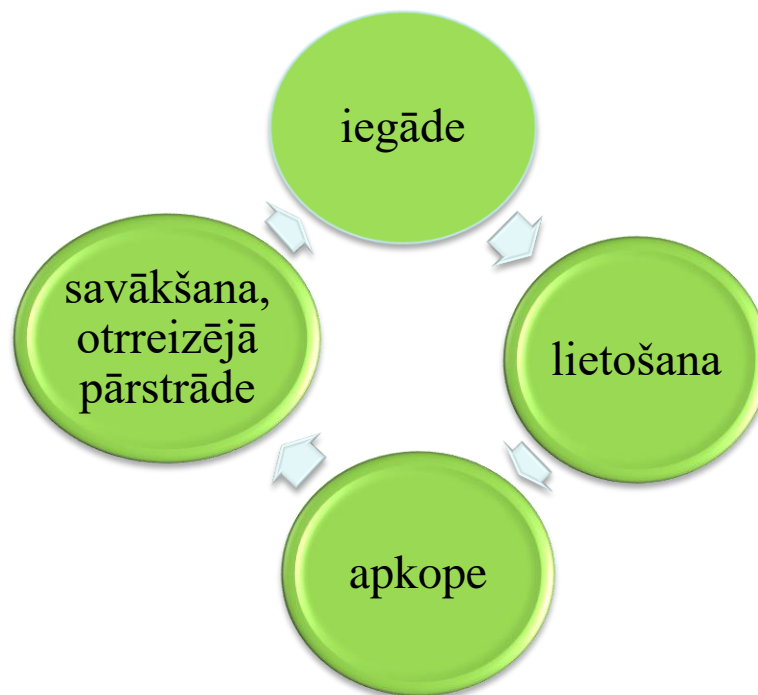 iegāde
lietošana
apkope
savākšana,
otrreizējā
pārstrāde